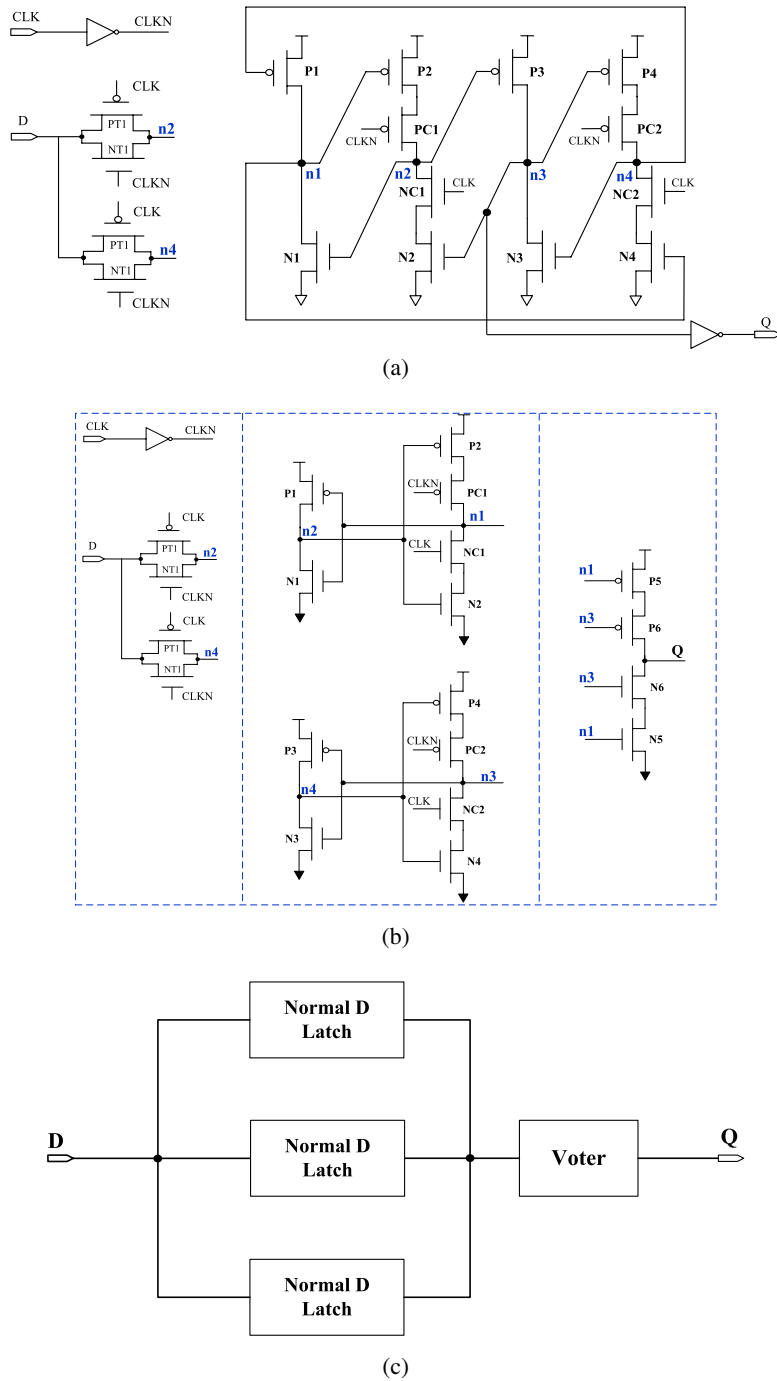 CLK
CLKN
P1
P2
P3
P4
CLK
D
PT1
NT1
n2
CLKN
PC1
CLKN
PC2
CLKN
n1
n2
n3
n4
NC1
CLK
NC2
CLK
CLK
PT1
NT1
n4
CLKN
N1
N2
N3
N4
Q
(a)
CLK
CLKN
P2
P1
CLKN
PC1
n1
n2
CLK
NC1
N1
N2
CLK
D
PT1
NT1
n2
CLKN
CLK
PT1
NT1
n4
CLKN
P4
P3
CLKN
PC2
n3
n4
CLK
NC2
N3
N4
n1
P5
n3
P6
Q
n3
N6
n1
N5
(b)
Normal D
Latch
D
Normal D
Latch
Voter
Q
Normal D
Latch
(c)